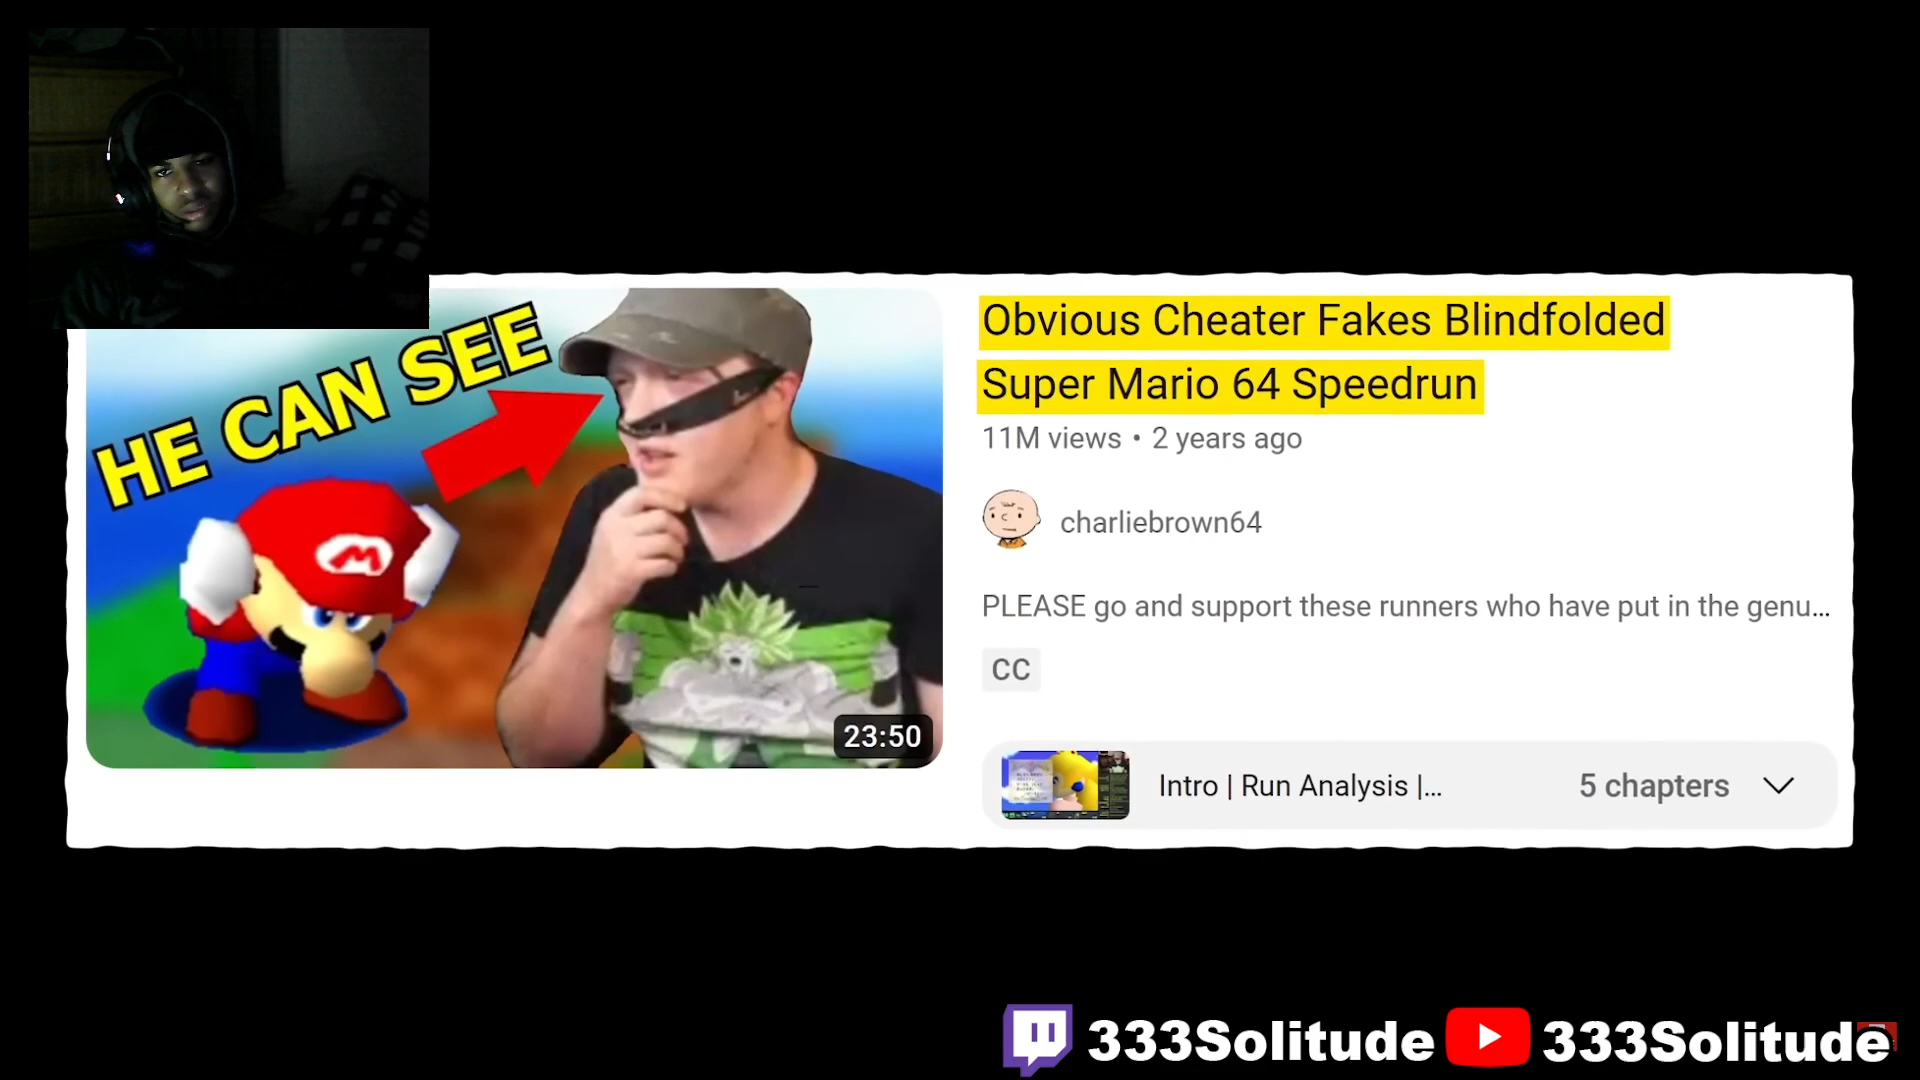 HE CAN SEE
M
23:50
Obvious Cheater Fakes Blindfolded
Super Mario 64 Speedrun
11M views • 2 years ago
charliebrown64
PLEASE go and support these runners who have put in the genu...
CC
Intro | Run Analysis |...
5 chapters
333Solitude
333Solitude